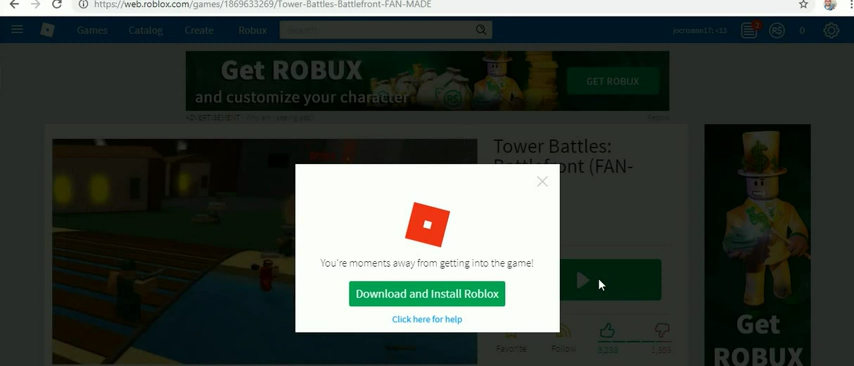 https://web.roblox.com/games/1869633269/Tower-Battles-Battlefront-FAN-MADE
Games
Catalog
Create
Robux
Search
R$
0
Get ROBUX
and customize your character
GET ROBUX
ADVERTISEMENT
Tower Battles:
Battlefront (FAN-
You're moments away from getting into the game!
Download and Install Roblox
Click here for help
Favorite
Follow
Get
ROBUX